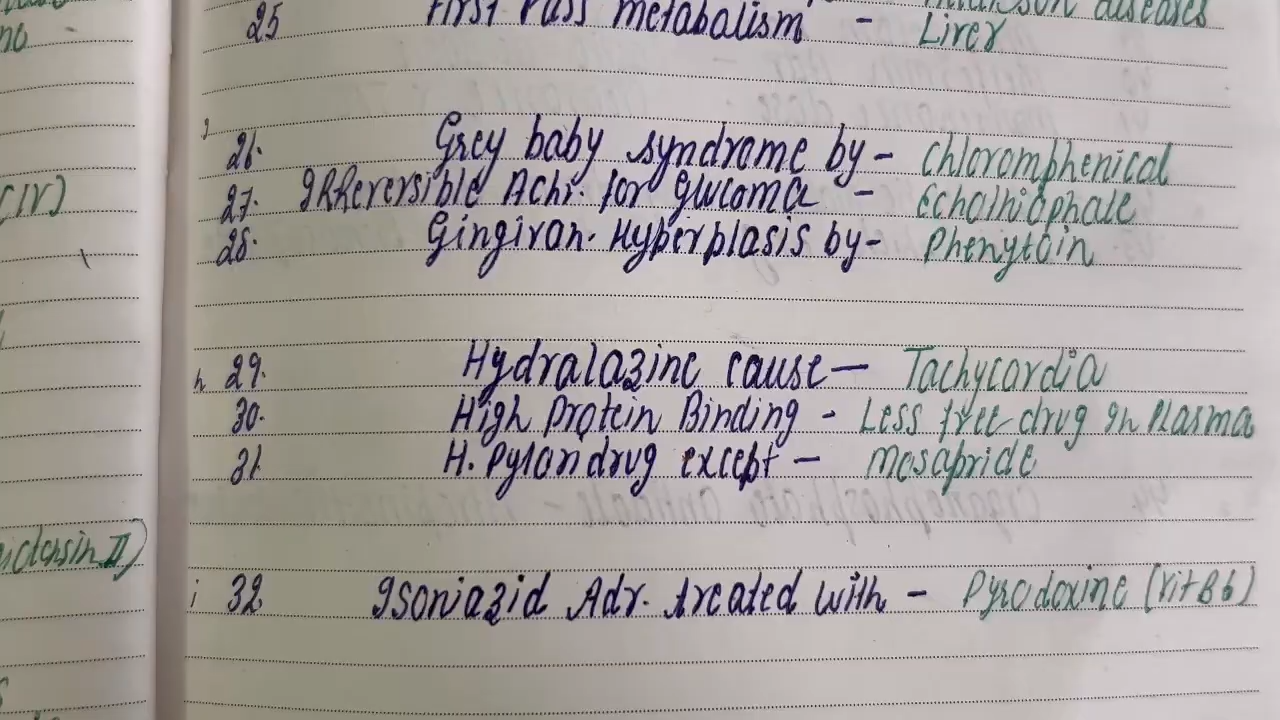 25 First Pass metabolism - Liver
26. Grey baby syndrome by - Chloromphenical
27. IRReversible Achr. for glucoma - Echothiophate
28. Gingival. Hyperplasis by- Phenytoin
h 29. Hydralazine cause - Tachycardia
30. High Protein Binding - Less free drug In Plasma
31 H. Pylori drug except - mosapride
i 32. Isoniazid Adr. treated with - Pyrodoxine (Vit B6)